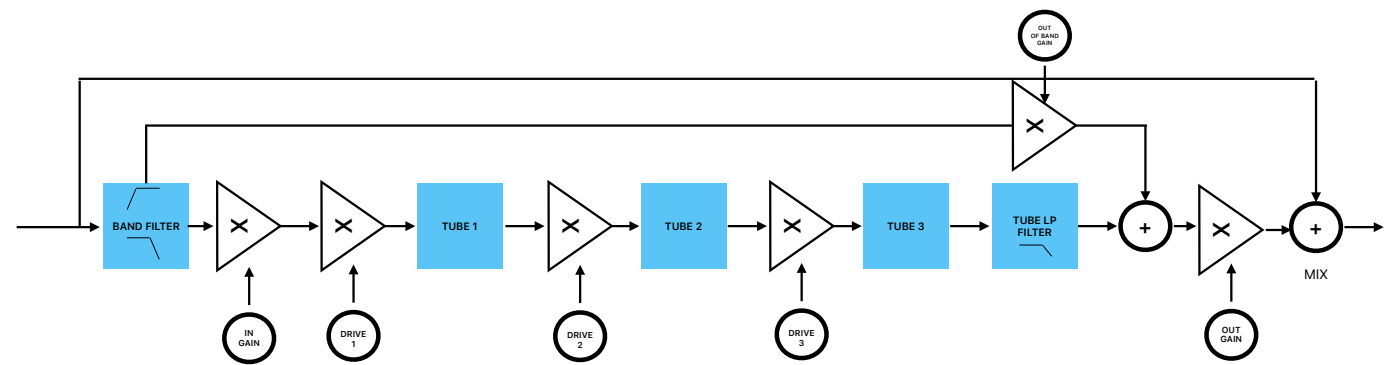 OUT
OF BAND
GAIN
X
BAND FILTER
X
X
TUBE 1
X
TUBE 2
X
TUBE 3
TUBE LP
FILTER
+
X
+
MIX
IN
GAIN
DRIVE
1
DRIVE
2
DRIVE
3
OUT
GAIN